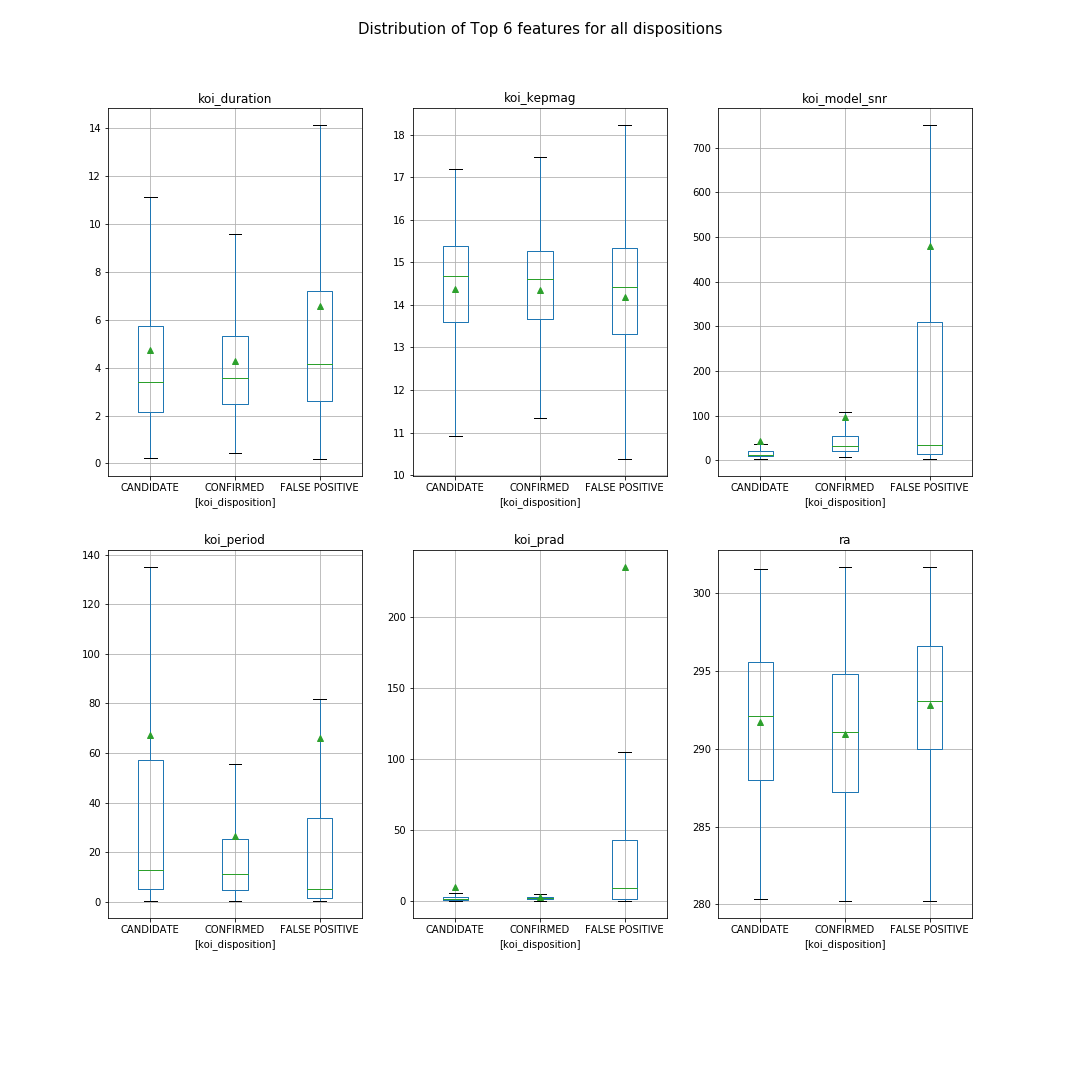 Distribution of Top 6 features for all dispositions
koi_duration
14
12
10
8
6
4
2
0
CANDIDATE CONFIRMED FALSE POSITIVE
[koi_disposition]
koi_kepmag
18
17
16
15
14
13
12
11
10
CANDIDATE CONFIRMED FALSE POSITIVE
[koi_disposition]
koi_model_snr
700
600
500
400
300
200
100
0
CANDIDATE CONFIRMED FALSE POSITIVE
[koi_disposition]
koi_period
140
120
100
80
60
40
20
0
CANDIDATE CONFIRMED FALSE POSITIVE
[koi_disposition]
koi_prad
200
150
100
50
0
CANDIDATE CONFIRMED FALSE POSITIVE
[koi_disposition]
ra
300
295
290
285
280
CANDIDATE CONFIRMED FALSE POSITIVE
[koi_disposition]